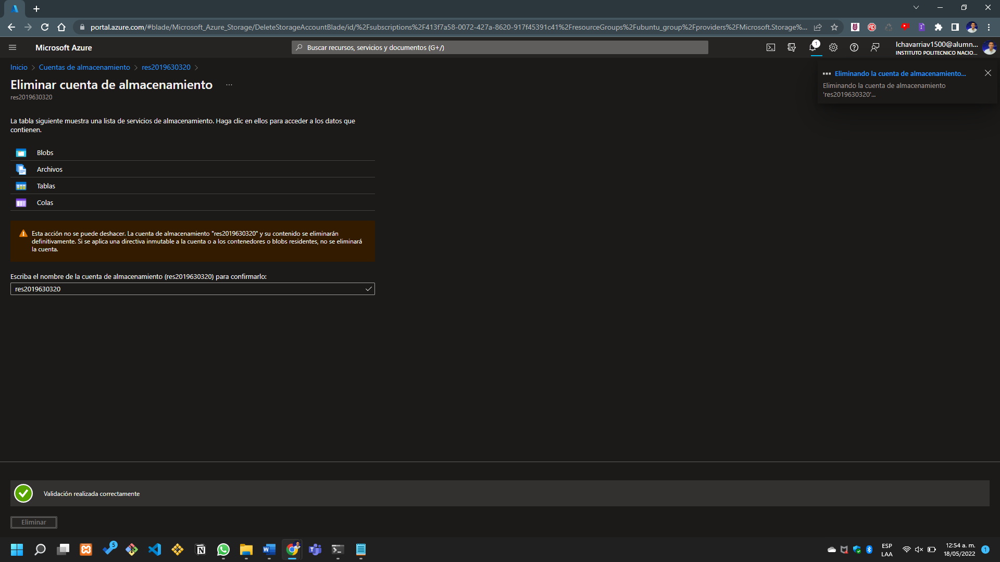 portal.azure.com/#blade/Microsoft_Azure_Storage/DeleteStorageAccountBlade/id/%2Fsubscriptions%2F413f7a58-0072-427a-8620-917f45391c41%2FresourceGroups%2Fubuntu_group%2Fproviders%2FMicrosoft.Storage%...
Microsoft Azure
Buscar recursos, servicios y documentos (G+/)
1
lchavarriav1500@alumn...
INSTITUTO POLITECNICO NACIO...
Inicio > Cuentas de almacenamiento > res2019630320 >
Eliminar cuenta de almacenamiento ...
res2019630320
Eliminando la cuenta de almacenamiento...
Eliminando la cuenta de almacenamiento
'res2019630320'...
La tabla siguiente muestra una lista de servicios de almacenamiento. Haga clic en ellos para acceder a los datos que
contienen.
Blobs
Archivos
Tablas
Colas
Esta acción no se puede deshacer. La cuenta de almacenamiento "res2019630320" y su contenido se eliminarán
definitivamente. Si se aplica una directiva inmutable a la cuenta o a los contenedores o blobs residentes, no se eliminará
la cuenta.
Escriba el nombre de la cuenta de almacenamiento (res2019630320) para confirmarlo:
res2019630320
Validación realizada correctamente
Eliminar
5
ESP
LAA
12:54 a. m.
18/05/2022
1